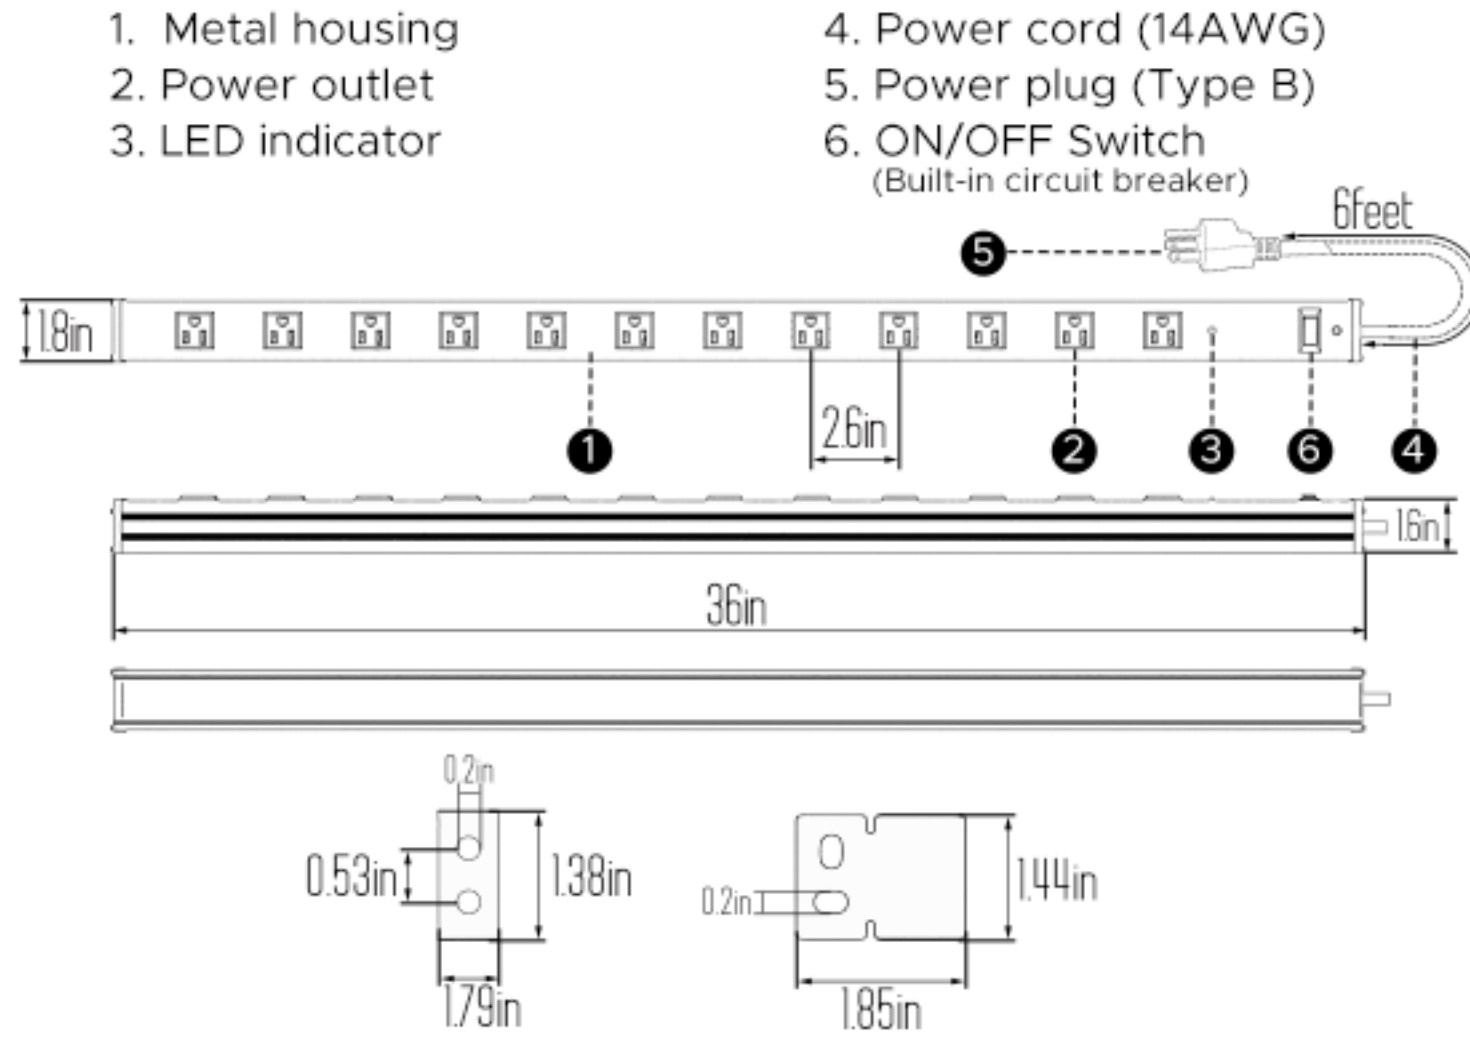 1. Metal housing
2. Power outlet
3. LED indicator
4. Power cord (14AWG)
5. Power plug (Type B)
6. ON/OFF Switch
(Built-in circuit breaker)
6feet
5
1.8in
2.6in
1
2
3
6
4
1.6in
36in
0.2in
0.53in
1.38in
1.79in
0.2in
1.44in
1.85in